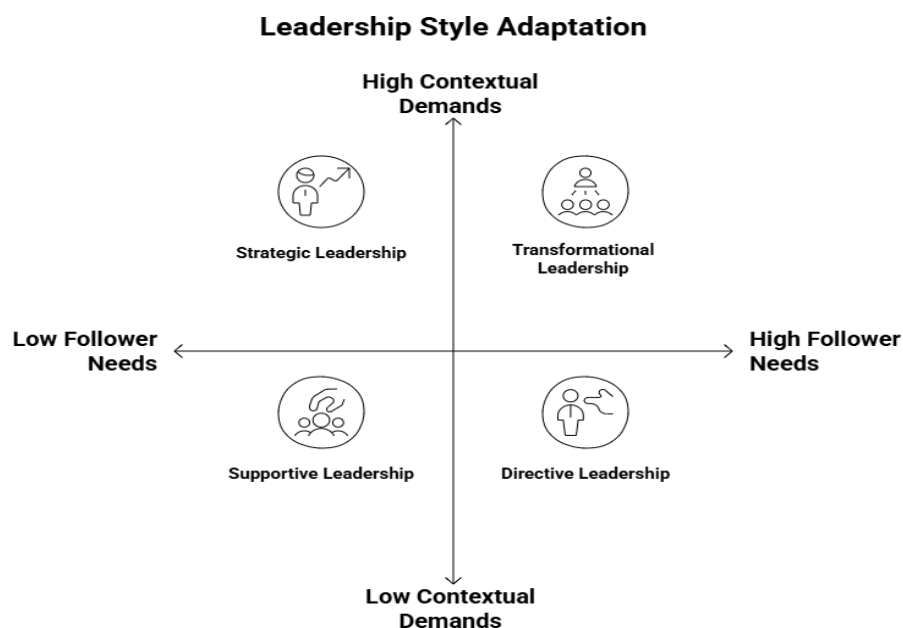 Leadership Style Adaptation
High Contextual
Demands
Strategic Leadership
Transformational
Leadership
Low Follower
Needs
High Follower
Needs
Supportive Leadership
Directive Leadership
Low Contextual
Demands